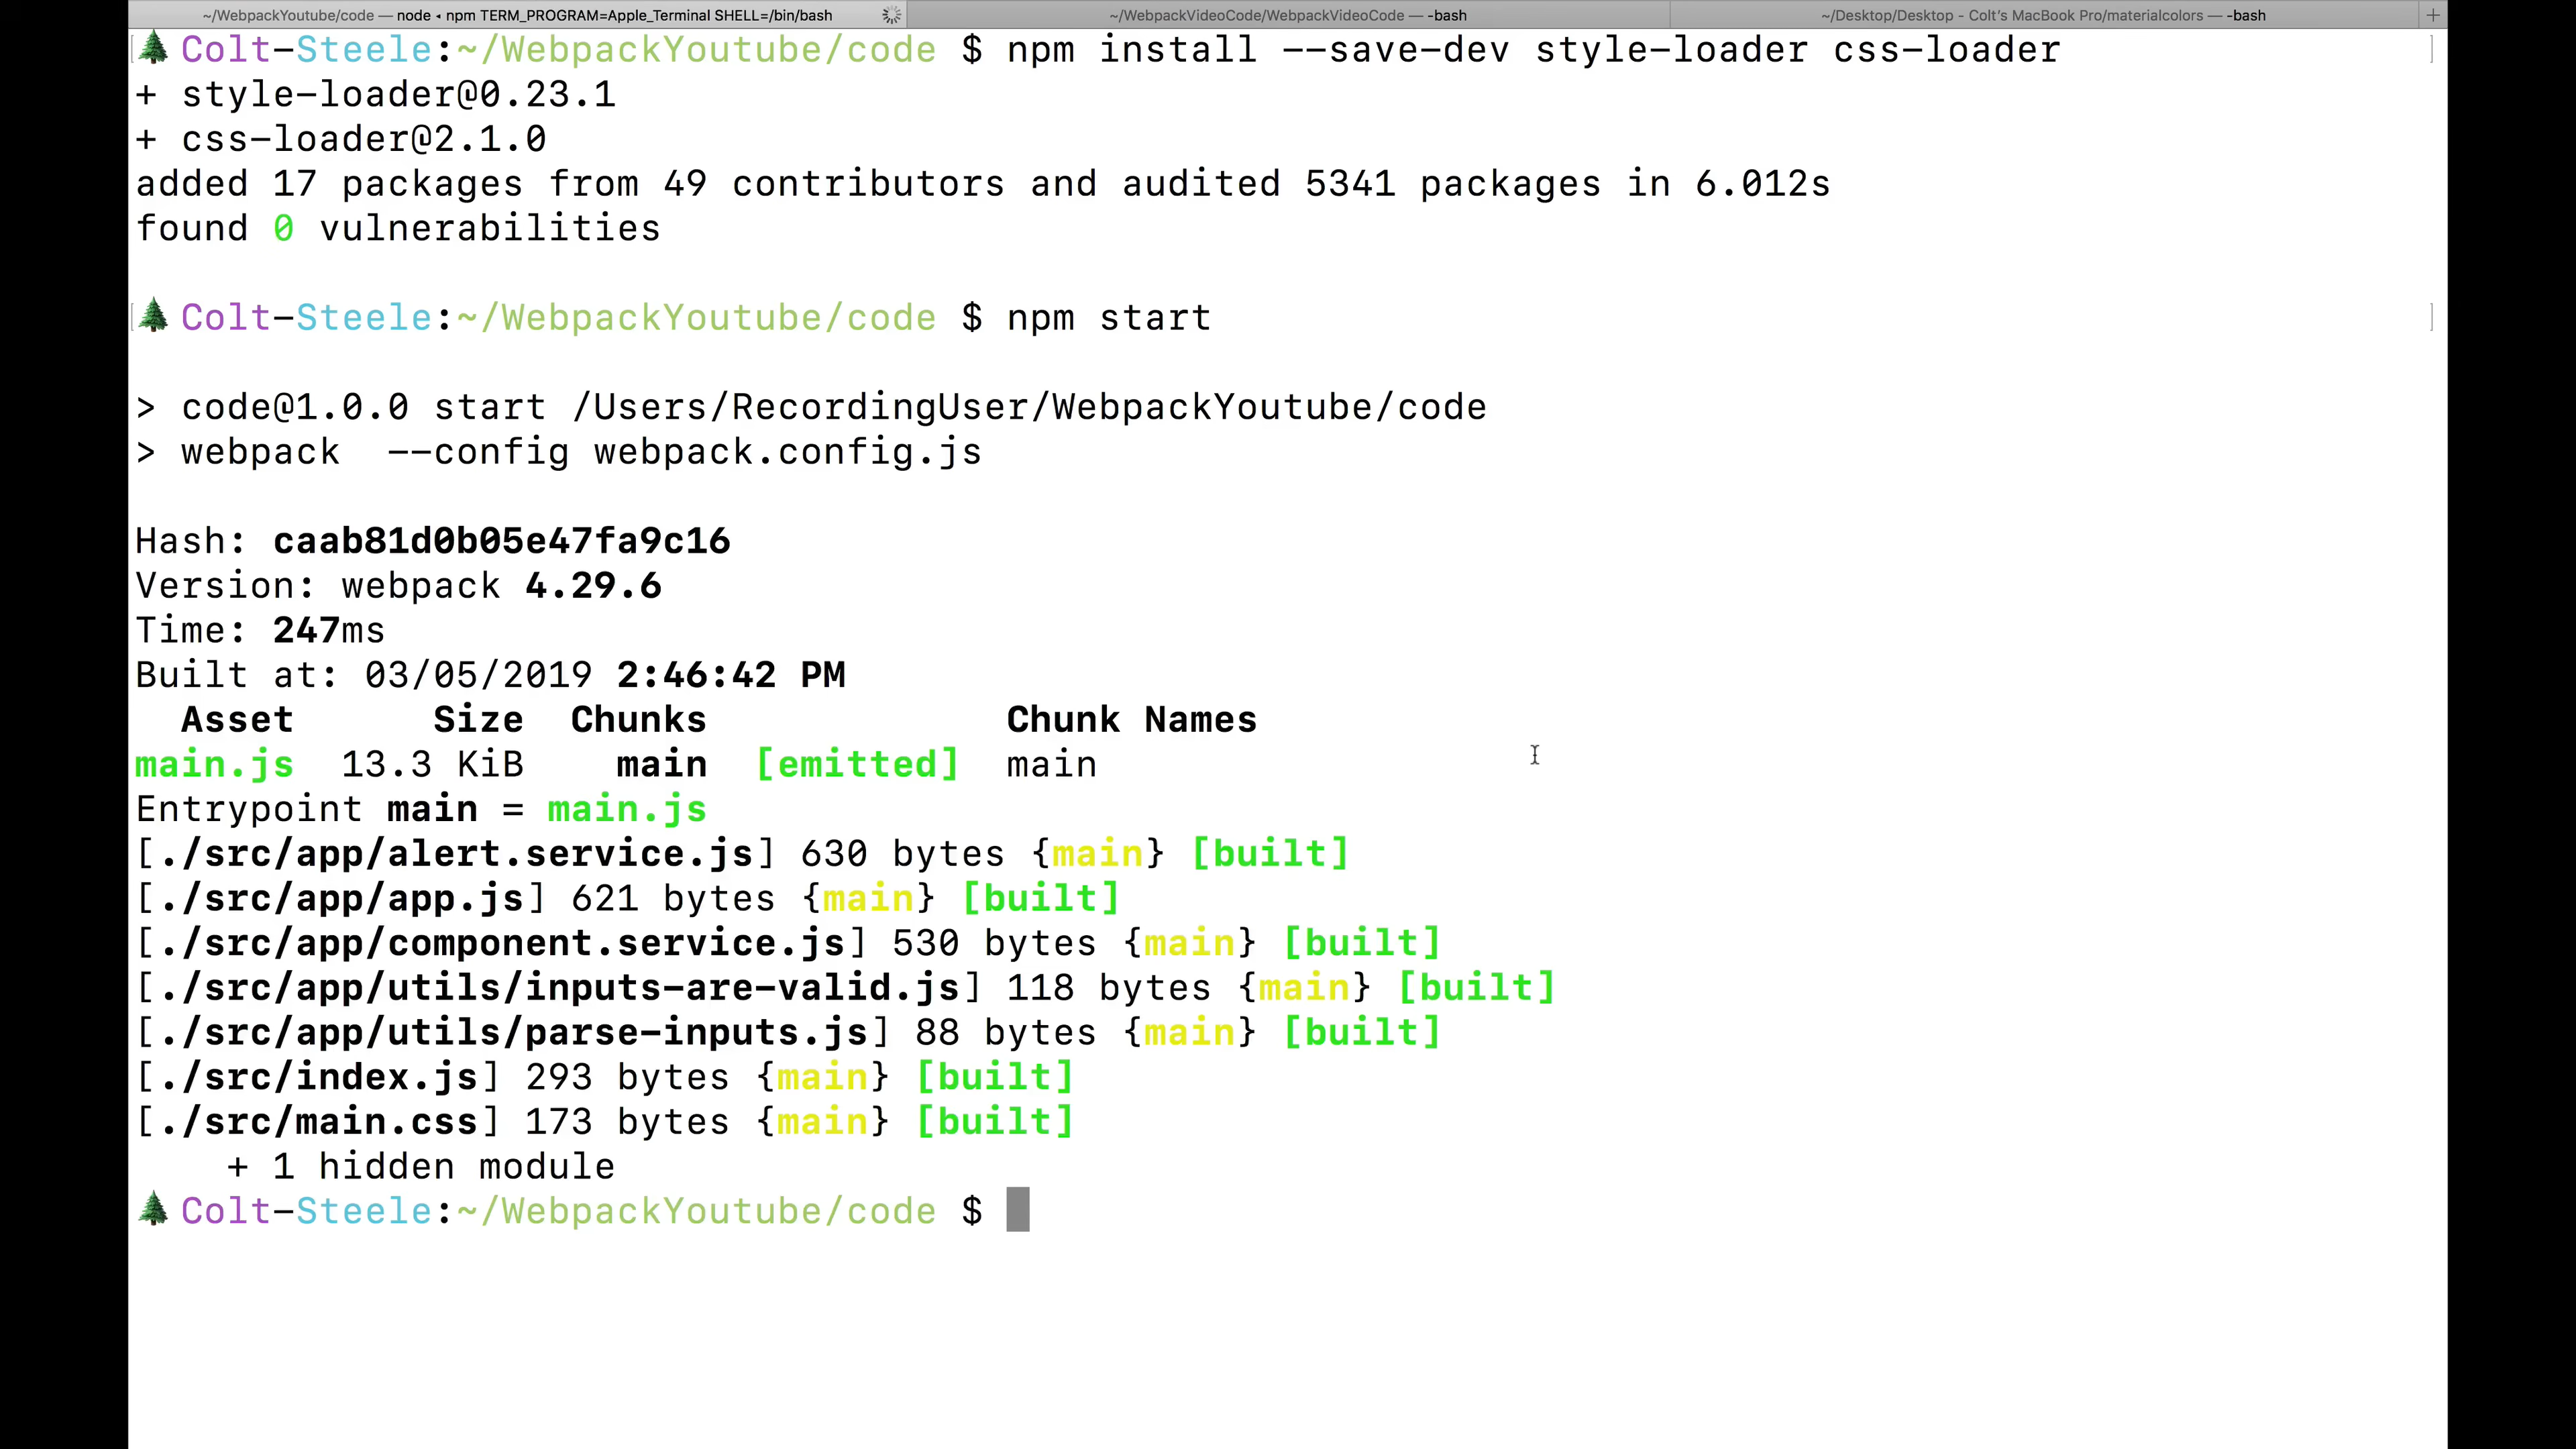 ~/WebpackYoutube/code — node ◂ npm TERM_PROGRAM=Apple_Terminal SHELL=/bin/bash
~/WebpackVideoCode/WebpackVideoCode — -bash
~/Desktop/Desktop - Colt's MacBook Pro/materialcolors — -bash
Colt-Steele:~/WebpackYoutube/code $ npm install --save-dev style-loader css-loader
+ style-loader@0.23.1
+ css-loader@2.1.0
added 17 packages from 49 contributors and audited 5341 packages in 6.012s
found 0 vulnerabilities
Colt-Steele:~/WebpackYoutube/code $ npm start
> code@1.0.0 start /Users/RecordingUser/WebpackYoutube/code
> webpack  --config webpack.config.js
Hash: caab81d0b05e47fa9c16
Version: webpack 4.29.6
Time: 247ms
Built at: 03/05/2019 2:46:42 PM
Asset Size Chunks Chunk Names
main.js 13.3 KiB main [emitted] main
Entrypoint main = main.js
[./src/app/alert.service.js] 630 bytes {main} [built]
[./src/app/app.js] 621 bytes {main} [built]
[./src/app/component.service.js] 530 bytes {main} [built]
[./src/app/utils/inputs-are-valid.js] 118 bytes {main} [built]
[./src/app/utils/parse-inputs.js] 88 bytes {main} [built]
[./src/index.js] 293 bytes {main} [built]
[./src/main.css] 173 bytes {main} [built]
+ 1 hidden module
Colt-Steele:~/WebpackYoutube/code $